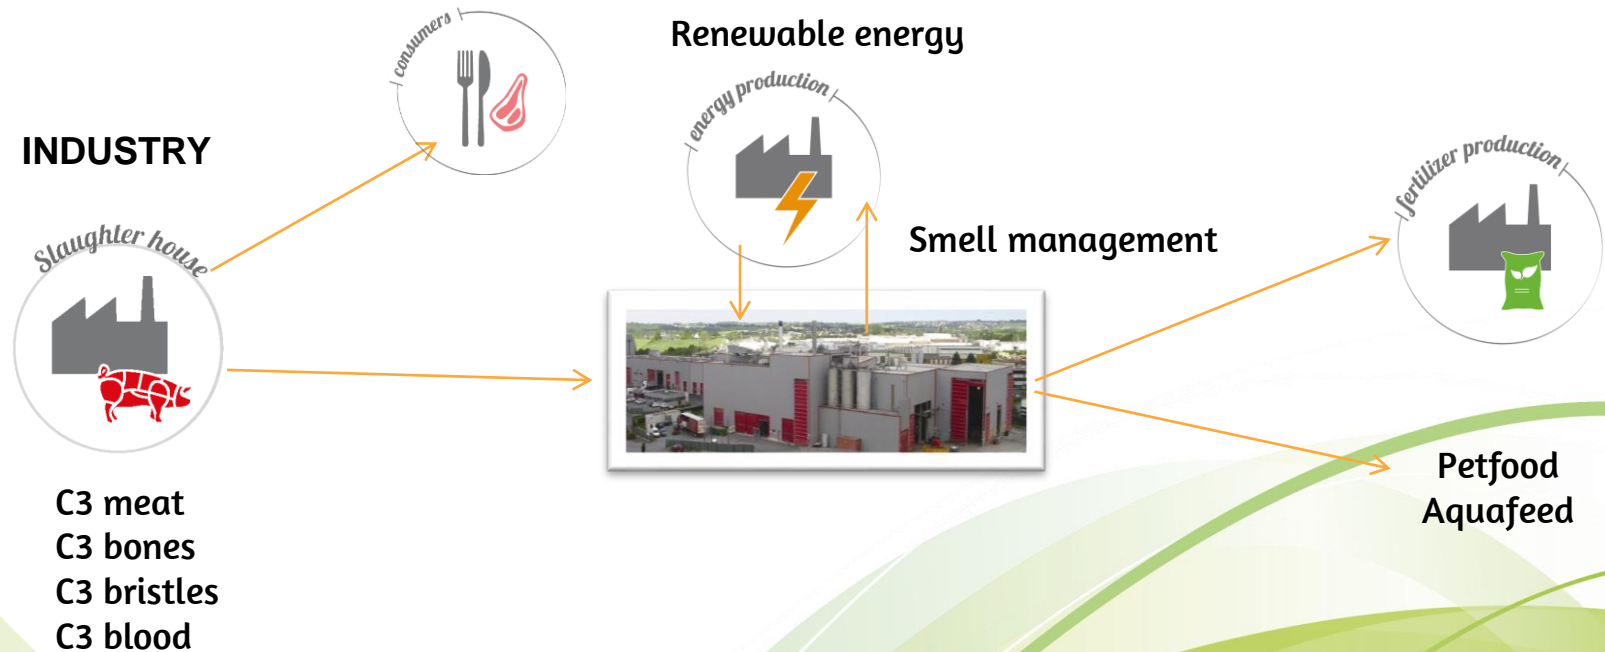 consumers
Renewable energy
energy production
INDUSTRY
fertilizer production
Slaughter house
Smell management
C3 meat
C3 bones
C3 bristles
C3 blood
Petfood
Aquafeed